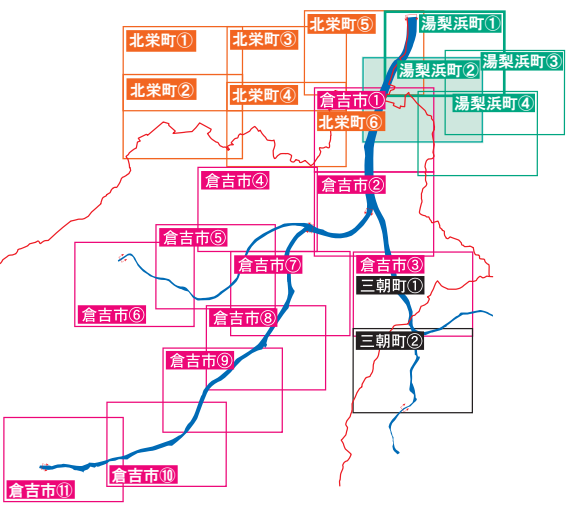 北栄町⑤
湯梨浜町①
北栄町①
北栄町③
湯梨浜町③
湯梨浜町②
北栄町②
北栄町④
倉吉市①
湯梨浜町④
北栄町⑥
倉吉市④
倉吉市②
倉吉市⑤
倉吉市⑦
倉吉市③
三朝町①
倉吉市⑥
倉吉市⑧
三朝町②
倉吉市⑨
倉吉市⑩
倉吉市⑪